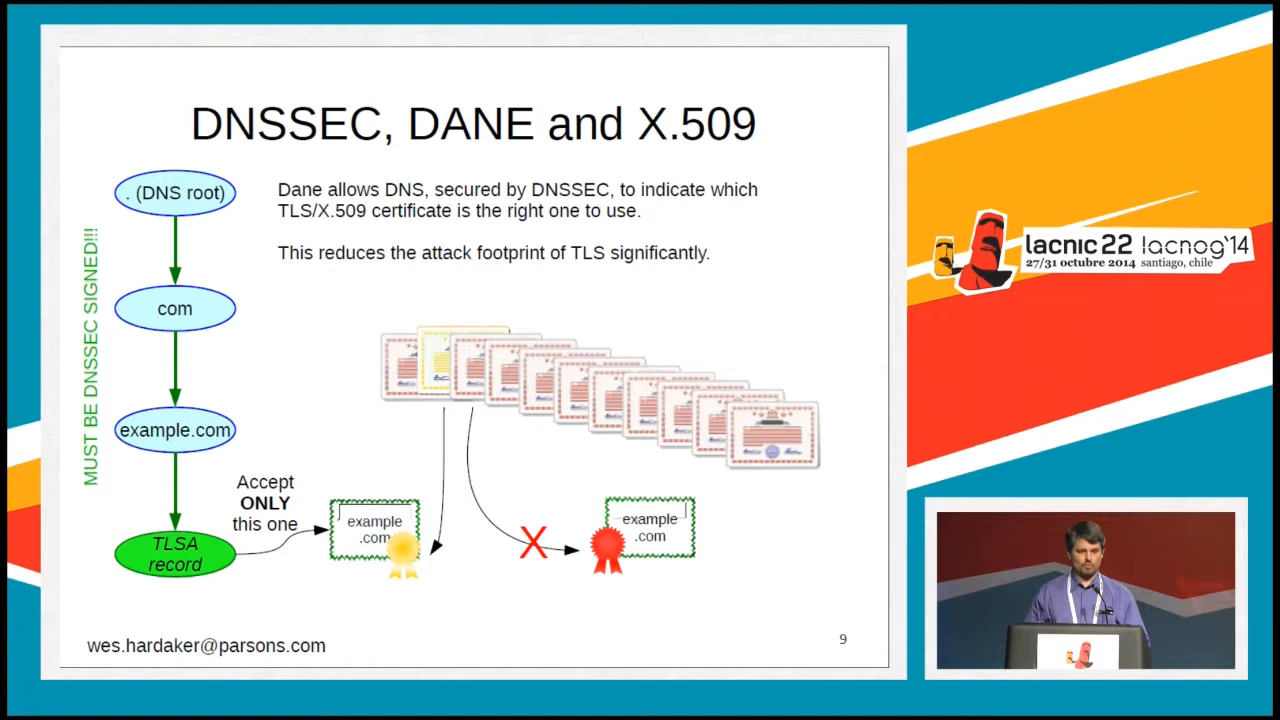 DNSSEC, DANE and X.509
. (DNS root)
Dane allows DNS, secured by DNSSEC, to indicate which
TLS/X.509 certificate is the right one to use.
This reduces the attack footprint of TLS significantly.
MUST BE DNSSEC SIGNED!!!
com
example.com
Accept
ONLY
this one
TLSA
record
example
.com
X
example
.com
wes.hardaker@parsons.com
9
lacnic 22 lacnog'14
27/31 octubre 2014 santiago, chile